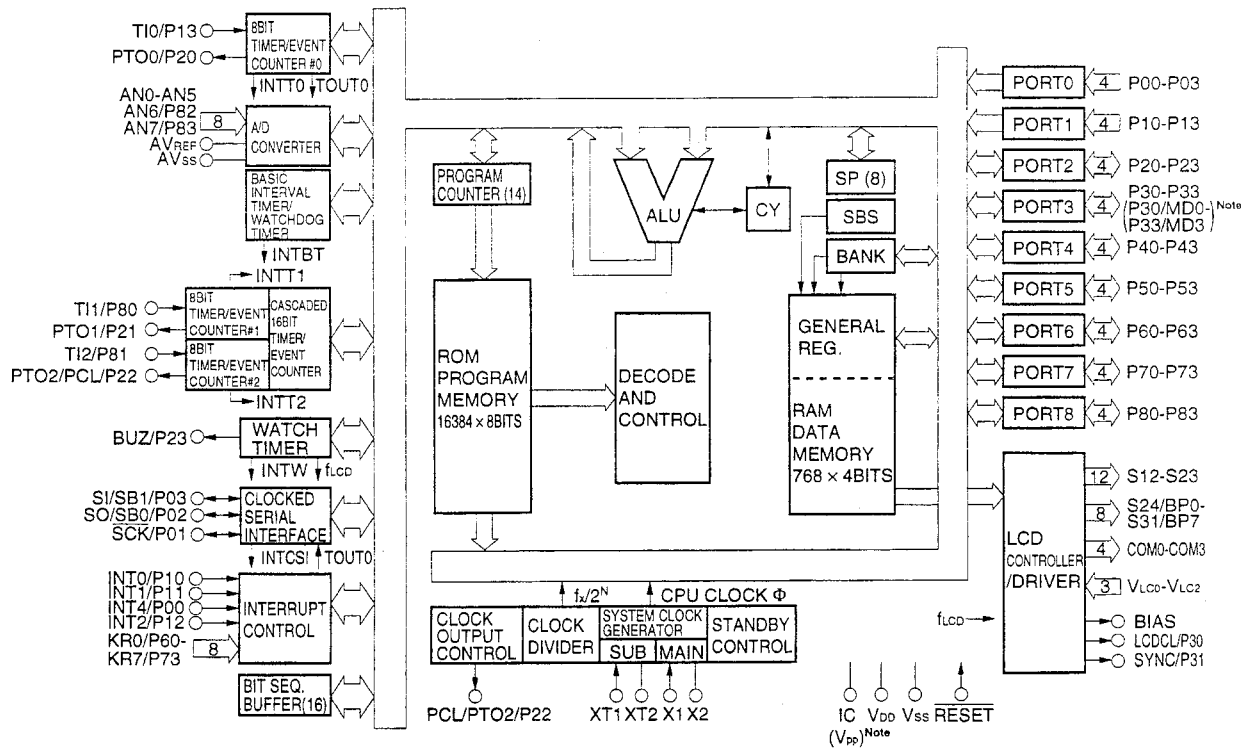 TI0/P13
PTO0/P20
8BIT
TIMER/EVENT
COUNTER #0
INTT0 TOUT0
AN0-AN5
AN6/P82
AN7/P83
8
AVREF
AVSS
A/D
CONVERTER
BASIC
INTERVAL
TIMER/
WATCHDOG
TIMER
INTBT
INTT1
TI1/P80
PTO1/P21
TI2/P81
PTO2/PCL/P22
8BIT
TIMER/EVENT
COUNTER#1
8BIT
TIMER/EVENT
COUNTER#2
CASCADED
16BIT
TIMER/
EVENT
COUNTER
INTT2
BUZ/P23
WATCH
TIMER
INTW fLCD
SI/SB1/P03
SO/SB0/P02
SCK/P01
CLOCKED
SERIAL
INTERFACE
INTCSI TOUT0
INT0/P10
INT1/P11
INT4/P00
INT2/P12
KR0/P60-
KR7/P73
8
INTERRUPT
CONTROL
BIT SEQ.
BUFFER(16)
PROGRAM
COUNTER (14)
ALU
CY
SP (8)
SBS
BANK
ROM
PROGRAM
MEMORY
16384 × 8BITS
DECODE
AND
CONTROL
GENERAL
REG.
RAM
DATA
MEMORY
768 × 4BITS
fx/2N
CPU CLOCK Φ
CLOCK
OUTPUT
CONTROL
CLOCK
DIVIDER
SYSTEM CLOCK
GENERATOR
SUB MAIN
STANDBY
CONTROL
PCL/PTO2/P22
XT1 XT2 X1 X2
IC
(VPP)Note
VDD VSS RESET
PORT0 4 P00-P03
PORT1 4 P10-P13
PORT2 4 P20-P23
PORT3 4 P30-P33
(P30/MD0-
P33/MD3)Note
PORT4 4 P40-P43
PORT5 4 P50-P53
PORT6 4 P60-P63
PORT7 4 P70-P73
PORT8 4 P80-P83
LCD
CONTROLLER
/DRIVER
fLCD
12 S12-S23
8 S24/BP0-
S31/BP7
4 COM0-COM3
3 VLC0-VLC2
BIAS
LCDCL/P30
SYNC/P31